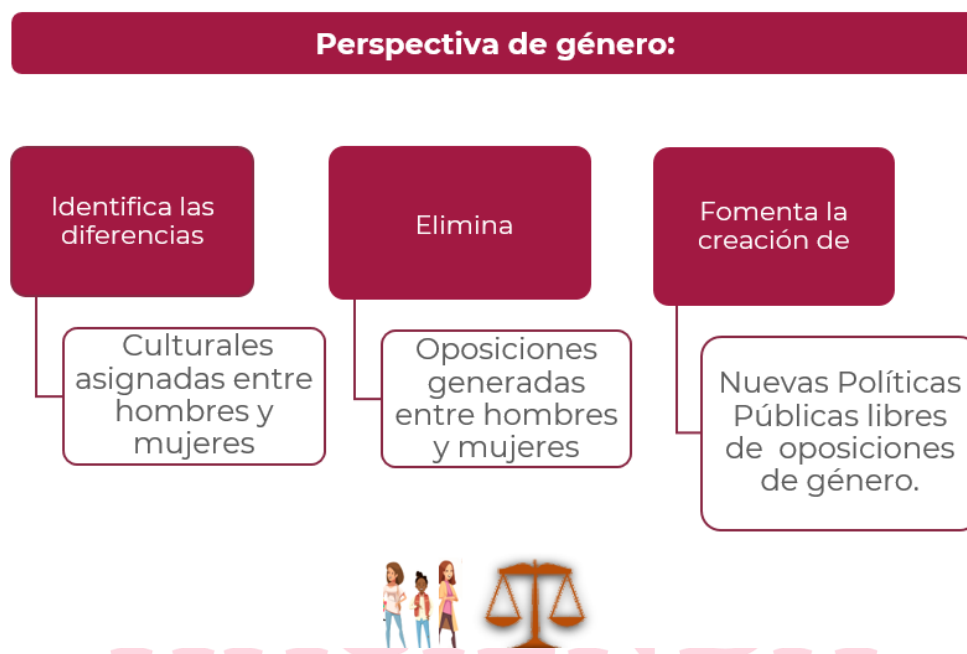 Perspectiva de género:
Identifica las
diferencias
Culturales
asignadas entre
hombres y
mujeres
Elimina
Oposiciones
generadas
entre hombres
y mujeres
Fomenta la
creación de
Nuevas Políticas
Públicas libres
de oposiciones
de género.